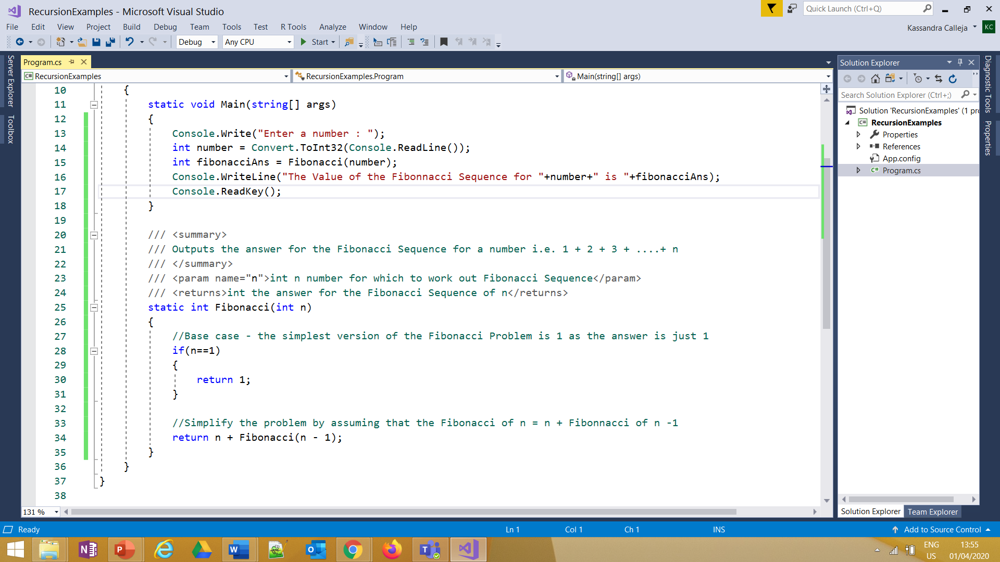 RecursionExamples - Microsoft Visual Studio
Quick Launch (Ctrl+Q)
File Edit View Project Build Debug Team Tools Test R Tools Analyze Window Help
Kassandra Calleja KC
Debug Any CPU Start
Server Explorer
Toolbox
Program.cs
C# RecursionExamples RecursionExamples.Program Main(string[] args)
10 {
11 static void Main(string[] args)
12 {
13 Console.Write("Enter a number : ");
14 int number = Convert.ToInt32(Console.ReadLine());
15 int fibonacciAns = Fibonacci(number);
16 Console.WriteLine("The Value of the Fibonnacci Sequence for "+number+" is "+fibonacciAns);
17 Console.ReadKey();
18 }
19
20 /// <summary>
21 /// Outputs the answer for the Fibonacci Sequence for a number i.e. 1 + 2 + 3 + ....+ n
22 /// </summary>
23 /// <param name="n">int n number for which to work out Fibonacci Sequence</param>
24 /// <returns>int the answer for the Fibonacci Sequence of n</returns>
25 static int Fibonacci(int n)
26 {
27 //Base case - the simplest version of the Fibonacci Problem is 1 as the answer is just 1
28 if(n==1)
29 {
30 return 1;
31 }
32
33 //Simplify the problem by assuming that the Fibonacci of n = n + Fibonnacci of n -1
34 return n + Fibonacci(n - 1);
35 }
36 }
37 }
38
131 %
Solution Explorer
Search Solution Explorer (Ctrl+;)
Solution 'RecursionExamples' (1 pro
C# RecursionExamples
Properties
References
App.config
C# Program.cs
Solution Explorer Team Explorer
Diagnostic Tools
Properties
Ready Ln 1 Col 1 Ch 1 INS Add to Source Control
ENG 13:55
US 01/04/2020